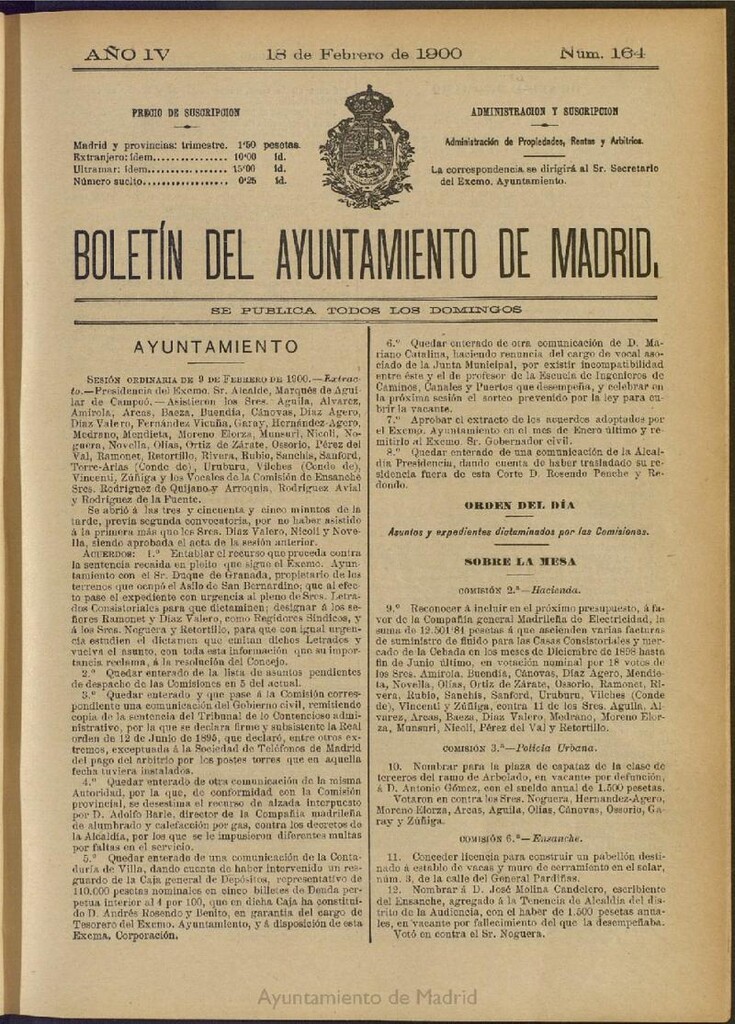 AÑO IV
18 de Febrero de 1900
Núm. 164
PRECIO DE SUSCRIPCION
Madrid y provincias: trimestre. 1'50 pesetas.
Extranjero: ídem................ 10'00 íd.
Ultramar: ídem.................. 15'00 íd.
Número suelto................... 0'25 íd.
ADMINISTRACION Y SUSCRIPCION
Administración de Propiedades, Rentas y Arbitrios.
La correspondencia se dirigirá al Sr. Secretario
del Excmo. Ayuntamiento.
BOLETÍN DEL AYUNTAMIENTO DE MADRID.
SE PUBLICA TODOS LOS DOMINGOS
AYUNTAMIENTO
SESIÓN ORDINARIA DE 9 DE FEBRERO DE 1900.—Extrac-
to.—Presidencia del Excmo. Sr. Alcalde, Marqués de Agui-
lar de Campoó.—Asistieron los Sres. Aguila, Alvarez,
Amirola, Arcas, Baeza, Buendía, Cánovas, Díaz Agero,
Díaz Valero, Fernández Vicuña, Garay, Hernández-Agero,
Medrano, Mendieta, Moreno Elorza, Munsuri, Nicoli, No-
guera, Novella, Olías, Ortiz de Zárate, Ossorio, Pérez del
Val, Ramonet, Retortillo, Rivera, Rubio, Sanchís, Sanford,
Torre-Arias (Conde de), Uruburu, Vilches (Conde de),
Vincenti, Zúñiga y los Vocales de la Comisión de Ensanche
Sres. Rodríguez de Quijano y Arroquia, Rodríguez Avial
y Rodríguez de la Fuente.
Se abrió á las tres y cincuenta y cinco minutos de la
tarde, previa segunda convocatoria, por no haber asistido
á la primera más que los Sres. Díaz Valero, Nicoli y Nove-
lla, siendo aprobada el acta de la sesión anterior.
ACUERDOS: 1.º Entablar el recurso que proceda contra
la sentencia recaída en pleito que sigue el Excmo. Ayun-
tamiento con el Sr. Duque de Granada, propietario de los
terrenos que ocupó el Asilo de San Bernardino; que al efec-
to pase el expediente con urgencia al pleno de Sres. Letra-
dos Consistoriales para que dictaminen; designar á los se-
ñores Ramonet y Díaz Valero, como Regidores Síndicos, y
á los Sres. Noguera y Retortillo, para que con igual urgen-
cia estudien el dictamen que emitan dichos Letrados y
vuelva el asunto, con toda esta información que su impor-
tancia reclama, á la resolución del Concejo.
2.º Quedar enterado de la lista de asuntos pendientes
de despacho de las Comisiones en 5 del actual.
3.º Quedar enterado y que pase á la Comisión corres-
pondiente una comunicación del Gobierno civil, remitiendo
copia de la sentencia del Tribunal de lo Contencioso admi-
nistrativo, por la que se declara firme y subsistente la Real
orden de 12 de Junio de 1895, que declaró, entre otros ex-
tremos, exceptuada á la Sociedad de Teléfonos de Madrid
del pago del arbitrio por los postes torres que en aquella
fecha tuviera instalados.
4.º Quedar enterado de otra comunicación de la misma
Autoridad, por la que, de conformidad con la Comisión
provincial, se desestima el recurso de alzada interpuesto
por D. Adolfo Barle, director de la Compañía madrileña
de alumbrado y calefacción por gas, contra los decretos de
la Alcaldía, por los que se le impusieron diferentes multas
por faltas en el servicio.
5.º Quedar enterado de una comunicación de la Conta-
duría de Villa, dando cuenta de haber intervenido un res-
guardo de la Caja general de Depósitos, representativo de
110.000 pesetas nominales en cinco billetes de Deuda per-
petua interior al 4 por 100, que en dicha Caja ha constituí-
do D. Andrés Rosendo y Benito, en garantía del cargo de
Tesorero del Excmo. Ayuntamiento, y á disposición de esta
Excma. Corporación.
6.º Quedar enterado de otra comunicación de D. Ma-
riano Catalina, haciendo renuncia del cargo de vocal aso-
ciado de la Junta Municipal, por existir incompatibilidad
entre éste y el de profesor de la Escuela de Ingenieros de
Caminos, Canales y Puertos que desempeña, y celebrar en
la próxima sesión el sorteo prevenido por la ley para cu-
brir la vacante.
7.º Aprobar el extracto de los acuerdos adoptados por
el Excmo. Ayuntamiento en el mes de Enero último y re-
mitirlo al Excmo. Sr. Gobernador civil.
8.º Quedar enterado de una comunicación de la Alcal-
día Presidencia, dando cuenta de haber trasladado su re-
sidencia fuera de esta Corte D. Rosendo Penche y Re-
dondo.
ORDEN DEL DÍA
Asuntos y expedientes dictaminados por las Comisiones.
SOBRE LA MESA
COMISIÓN 2.ª—Hacienda.
9.º Reconocer á incluir en el próximo presupuesto, á fa-
vor de la Compañía general Madrileña de Electricidad, la
suma de 12.501'84 pesetas á que ascienden varias facturas
de suministro de fluído para las Casas Consistoriales y mer-
cado de la Cebada en los meses de Diciembre de 1898 hasta
fin de Junio último, en votación nominal por 18 votos de
los Sres. Amirola, Buendía, Cánovas, Díaz Agero, Mendie-
ta, Novella, Olías, Ortiz de Zárate, Ossorio, Ramonet, Ri-
vera, Rubio, Sanchís, Sanford, Uruburu, Vilches (Conde
de), Vincenti y Zúñiga, contra 11 de los Sres. Aguila, Al-
varez, Arcas, Baeza, Díaz Valero, Medrano, Moreno Elor-
za, Munsuri, Nicoli, Pérez del Val y Retortillo.
COMISIÓN 3.ª—Policía Urbana.
10. Nombrar para la plaza de capataz de la clase de
terceros del ramo de Arbolado, en vacante por defunción,
á D. Antonio Gómez, con el sueldo anual de 1.500 pesetas.
Votaron en contra los Sres. Noguera, Hernández-Agero,
Moreno Elorza, Arcas, Aguila, Olías, Cánovas, Ossorio, Ga-
ray y Zúñiga.
COMISIÓN 6.ª—Ensanche.
11. Conceder licencia para construir un pabellón desti-
nado á establo de vacas y muro de cerramiento en el solar,
núm. 3, de la calle del General Pardiñas.
12. Nombrar á D. José Molina Candelero, escribiente
del Ensanche, agregado á la Tenencia de Alcaldía del dis-
trito de la Audiencia, con el haber de 1.500 pesetas anua-
les, en vacante por fallecimiento del que la desempeñaba.
Votó en contra el Sr. Noguera.
Ayuntamiento de Madrid